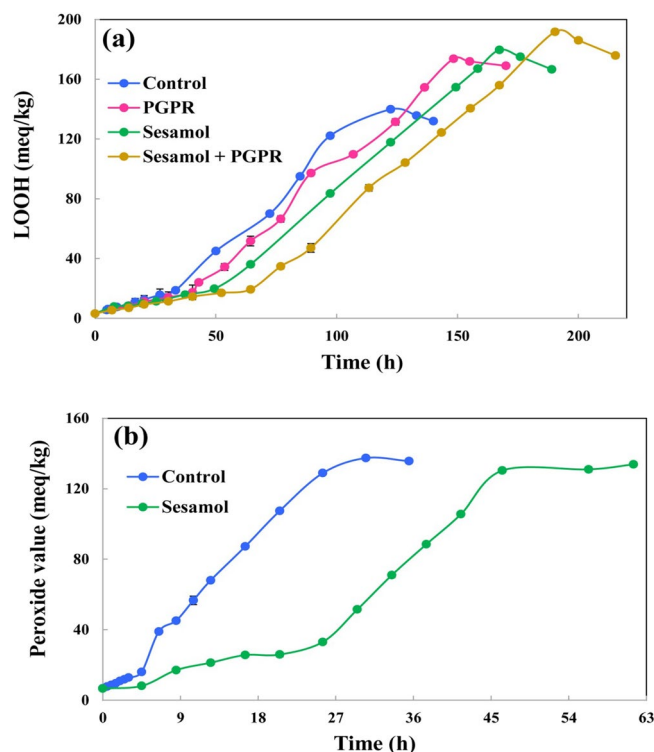 (a)
200
160
120
80
40
0
LOOH (meq/kg)
Control
PGPR
Sesamol
Sesamol + PGPR
0 50 100 150 200
Time (h)
(b)
160
120
80
40
0
Peroxide value (meq/kg)
Control
Sesamol
0 9 18 27 36 45 54 63
Time (h)